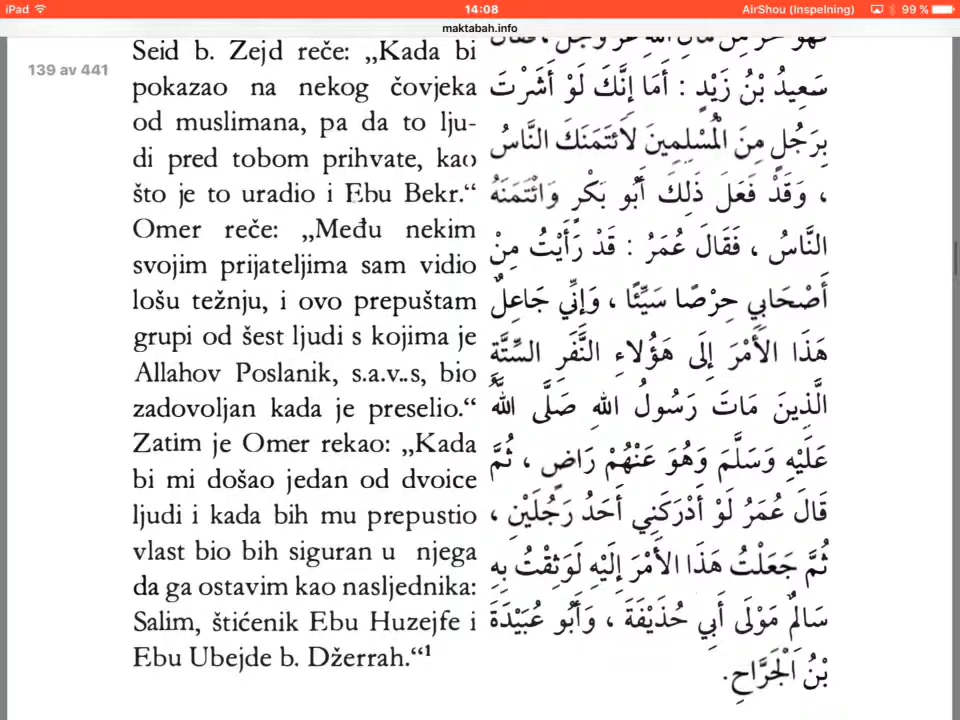 iPad 14:08 AirShou (Inspelning) 99 %
maktabah.info
139 av 441
Seid b. Zejd reče: „Kada bi
pokazao na nekog čovjeka
od muslimana, pa da to lju-
di pred tobom prihvate, kao
što je to uradio i Ebu Bekr.“
Omer reče: „Među nekim
svojim prijateljima sam vidio
lošu težnju, i ovo prepuštam
grupi od šest ljudi s kojima je
Allahov Poslanik, s.a.v..s, bio
zadovoljan kada je preselio.“
Zatim je Omer rekao: „Kada
bi mi došao jedan od dvoice
ljudi i kada bih mu prepustio
vlast bio bih siguran u njega
da ga ostavim kao nasljednika:
Salim, štićenik Ebu Huzejfe i
Ebu Ubejde b. Džerrah.“¹
سَعِيدُ بْنُ زَيْدٍ : أَمَا إِنَّكَ لَوْ أَشَرْتَ
بِرَجُلٍ مِنَ الْمُسْلِمِينَ لَائْتَمَنَكَ النَّاسُ
، وَقَدْ فَعَلَ ذَلِكَ أَبُو بَكْرٍ وَائْتَمَنَهُ
النَّاسُ ، فَقَالَ عُمَرُ : قَدْ رَأَيْتُ مِنْ
أَصْحَابِي حِرْصًا سَيِّئًا ، وَإِنِّي جَاعِلٌ
هَذَا الأَمْرَ إِلَى هَؤُلاءِ النَّفَرِ السِّتَّةِ
الَّذِينَ مَاتَ رَسُولُ اللهِ صَلَّى اللَّهُ
عَلَيْهِ وَسَلَّمَ وَهُوَ عَنْهُمْ رَاضٍ ، ثُمَّ
قَالَ عُمَرُ لَوْ أَدْرَكَنِي أَحَدُ رَجُلَيْنِ ،
ثُمَّ جَعَلْتُ هَذَا الأَمْرَ إِلَيْهِ لَوَثِقْتُ بِهِ
سَالِمٌ مَوْلَى أَبِي حُذَيْفَةَ ، وَأَبُو عُبَيْدَةَ
بْنُ الْجَرَّاحِ.